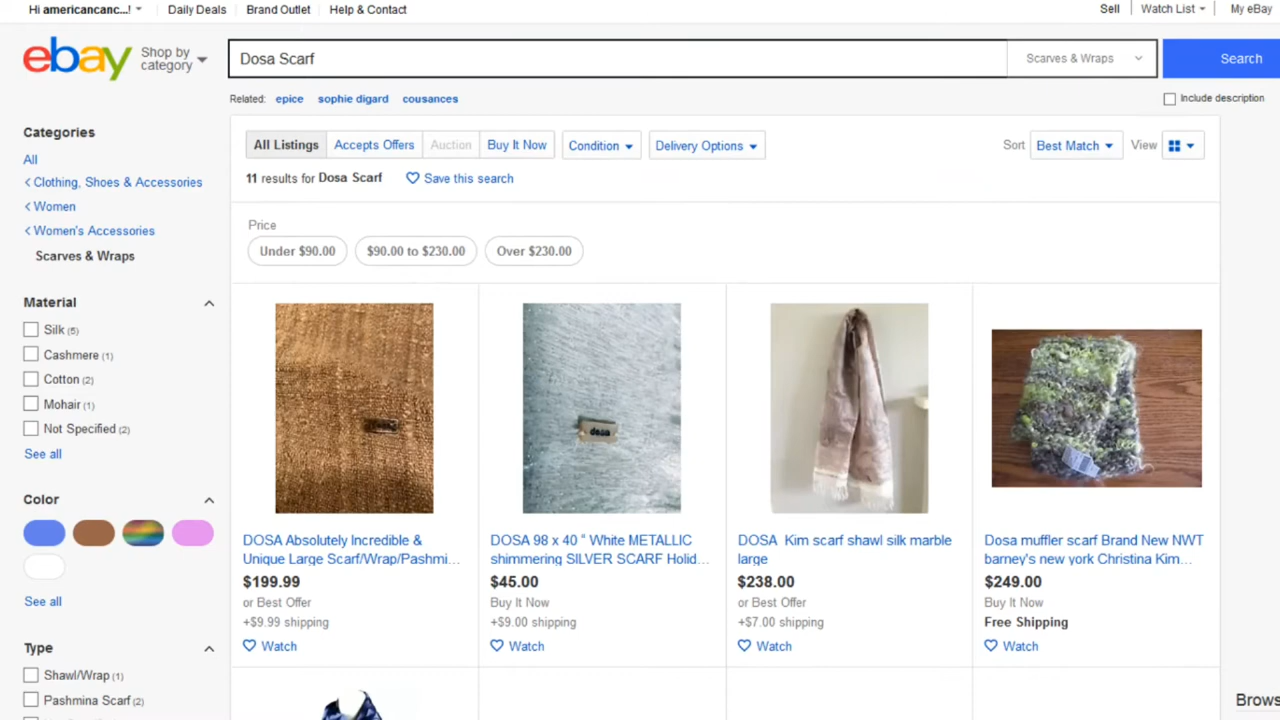 Hi americancanc...!
Daily Deals
Brand Outlet
Help & Contact
Sell
Watch List
My eBay
ebay
Shop by
category
Dosa Scarf
Scarves & Wraps
Search
Related: epice sophie digard cousances
Include description
Categories
All
Clothing, Shoes & Accessories
Women
Women's Accessories
Scarves & Wraps
Material
Silk (5)
Cashmere (1)
Cotton (2)
Mohair (1)
Not Specified (2)
See all
Color
See all
Type
Shawl/Wrap (1)
Pashmina Scarf (2)
All Listings
Accepts Offers
Auction
Buy It Now
Condition
Delivery Options
Sort
Best Match
View
11 results for Dosa Scarf
Save this search
Price
Under $90.00
$90.00 to $230.00
Over $230.00
DOSA Absolutely Incredible &
Unique Large Scarf/Wrap/Pashmi...
$199.99
or Best Offer
+$9.99 shipping
Watch
dosa
DOSA 98 x 40 " White METALLIC
shimmering SILVER SCARF Holid...
$45.00
Buy It Now
+$9.00 shipping
Watch
DOSA Kim scarf shawl silk marble
large
$238.00
or Best Offer
+$7.00 shipping
Watch
Dosa muffler scarf Brand New NWT
barney's new york Christina Kim...
$249.00
Buy It Now
Free Shipping
Watch
Brows